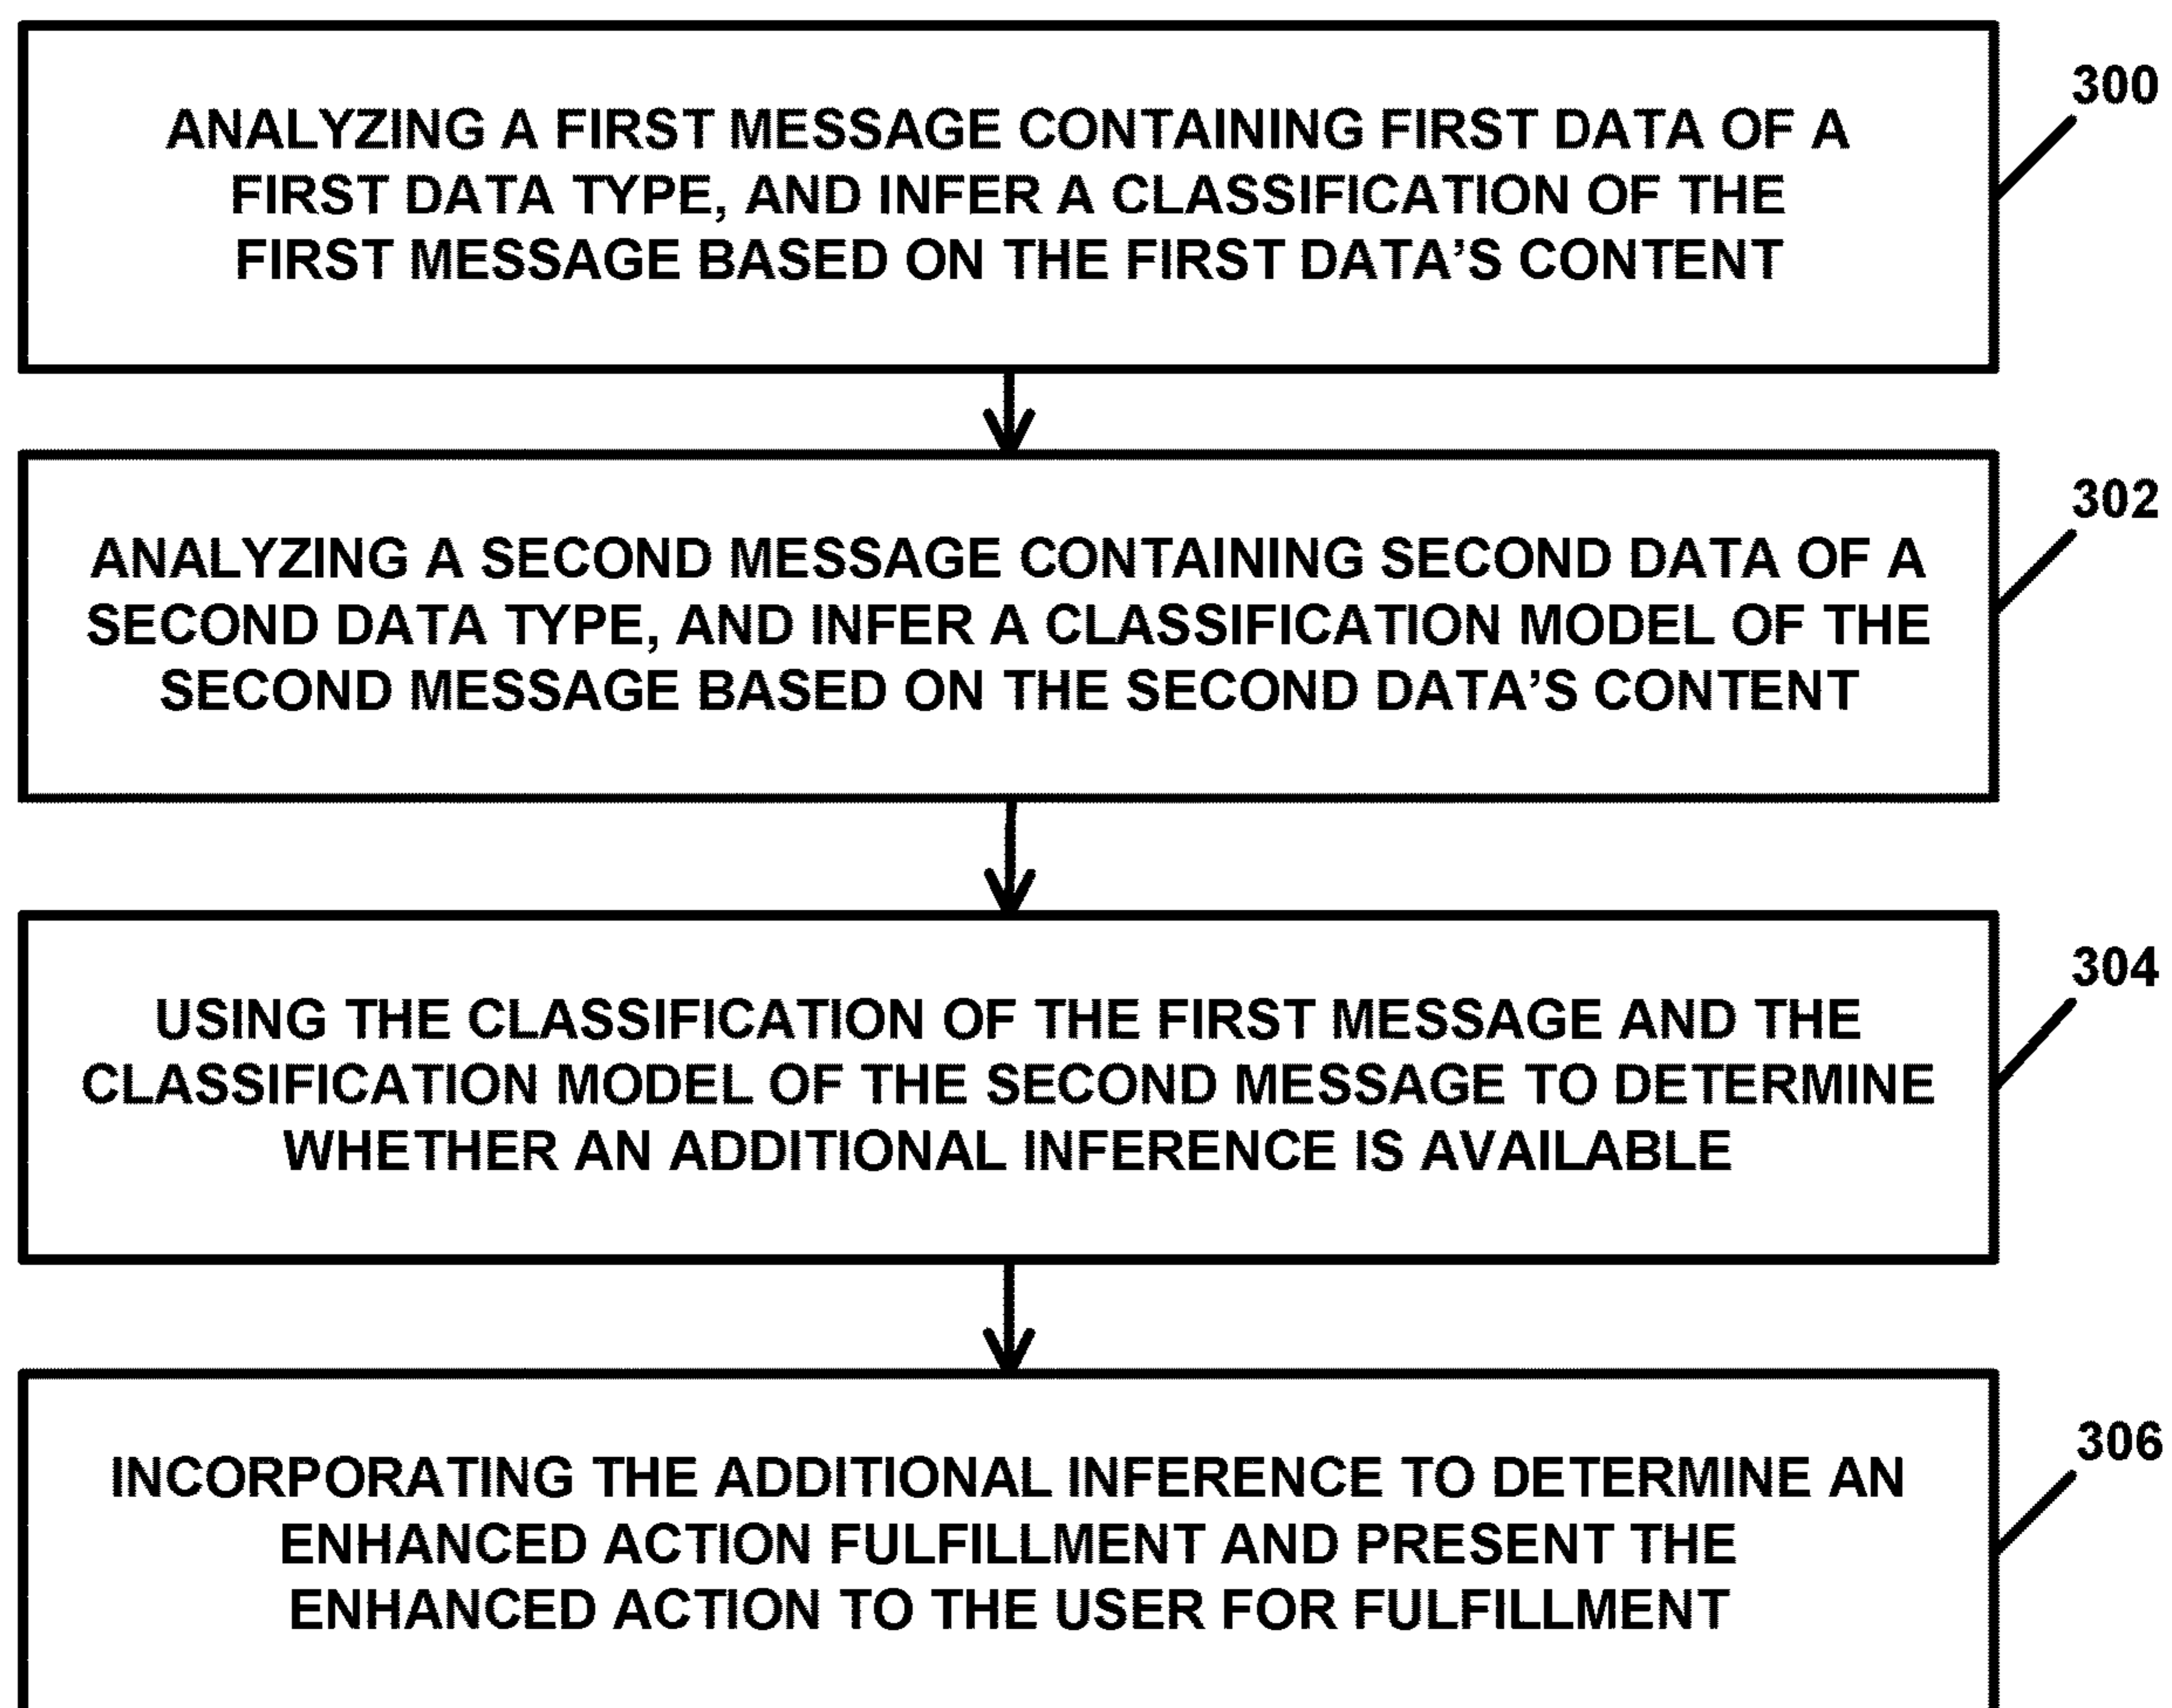 300
ANALYZING A FIRST MESSAGE CONTAINING FIRST DATA OF A
FIRST DATA TYPE, AND INFER A CLASSIFICATION OF THE
FIRST MESSAGE BASED ON THE FIRST DATA’S CONTENT
302
ANALYZING A SECOND MESSAGE CONTAINING SECOND DATA OF A
SECOND DATA TYPE, AND INFER A CLASSIFICATION MODEL OF THE
SECOND MESSAGE BASED ON THE SECOND DATA’S CONTENT
304
USING THE CLASSIFICATION OF THE FIRST MESSAGE AND THE
CLASSIFICATION MODEL OF THE SECOND MESSAGE TO DETERMINE
WHETHER AN ADDITIONAL INFERENCE IS AVAILABLE
306
INCORPORATING THE ADDITIONAL INFERENCE TO DETERMINE AN
ENHANCED ACTION FULFILLMENT AND PRESENT THE
ENHANCED ACTION TO THE USER FOR FULFILLMENT